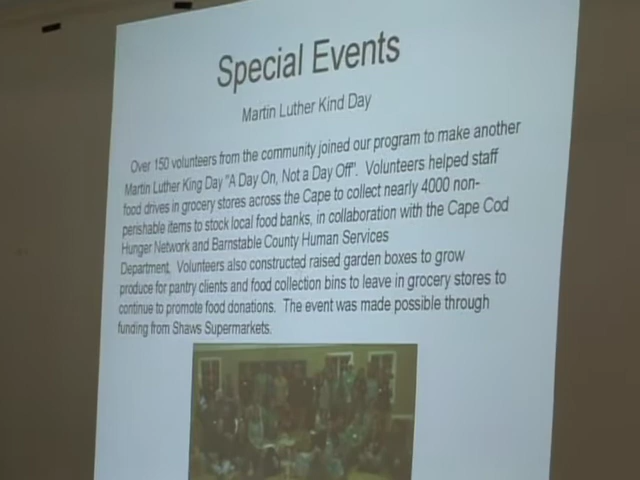 Special Events
Martin Luther Kind Day
Over 150 volunteers from the community joined our program to make another
Martin Luther King Day "A Day On, Not a Day Off". Volunteers helped staff
food drives in grocery stores across the Cape to collect nearly 4000 non-
perishable items to stock local food banks, in collaboration with the Cape Cod
Hunger Network and Barnstable County Human Services
Department. Volunteers also constructed raised garden boxes to grow
produce for pantry clients and food collection bins to leave in grocery stores to
continue to promote food donations. The event was made possible through
funding from Shaws Supermarkets.